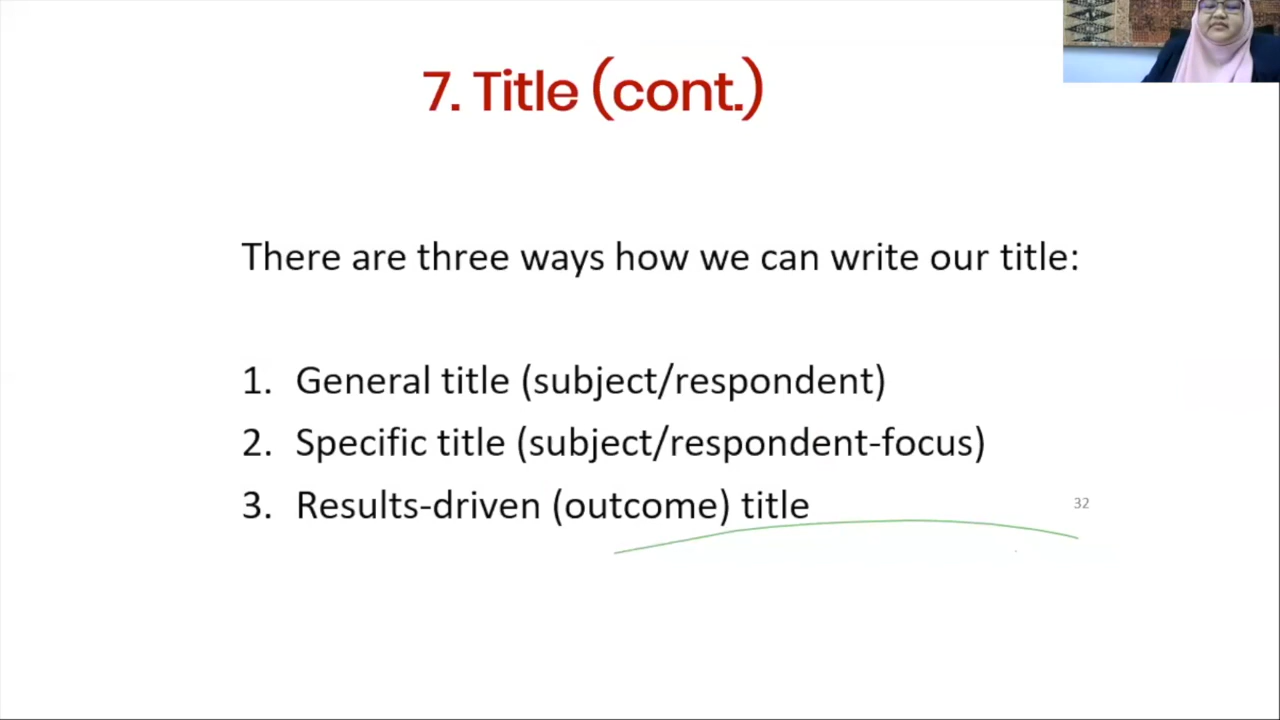 7. Title (cont.)
There are three ways how we can write our title:
1. General title (subject/respondent)
2. Specific title (subject/respondent-focus)
3. Results-driven (outcome) title
32